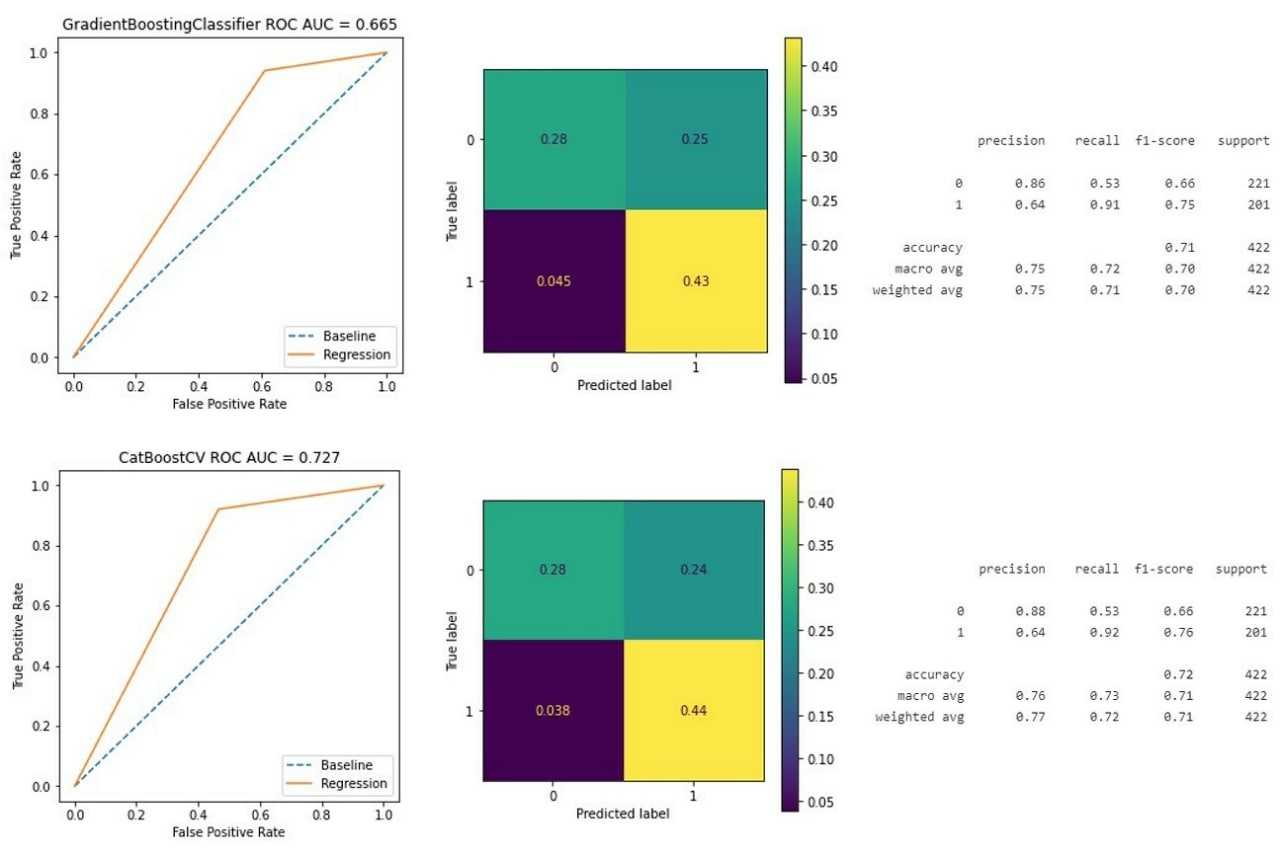 GradientBoostingClassifier ROC AUC = 0.665
1.0
0.8
0.6
0.4
0.2
0.0
True Positive Rate
Baseline
Regression
0.0 0.2 0.4 0.6 0.8 1.0
False Positive Rate
0.28 0.25
0.045 0.43
0
1
True label
0 1
Predicted label
0.40
0.35
0.30
0.25
0.20
0.15
0.10
0.05
precision recall f1-score support
0 0.86 0.53 0.66 221
1 0.64 0.91 0.75 201
accuracy 0.71 422
macro avg 0.75 0.72 0.70 422
weighted avg 0.75 0.71 0.70 422
CatBoostCV ROC AUC = 0.727
1.0
0.8
0.6
0.4
0.2
0.0
True Positive Rate
Baseline
Regression
0.0 0.2 0.4 0.6 0.8 1.0
False Positive Rate
0.28 0.24
0.038 0.44
0
1
True label
0 1
Predicted label
0.40
0.35
0.30
0.25
0.20
0.15
0.10
0.05
precision recall f1-score support
0 0.88 0.53 0.66 221
1 0.64 0.92 0.76 201
accuracy 0.72 422
macro avg 0.76 0.73 0.71 422
weighted avg 0.77 0.72 0.71 422